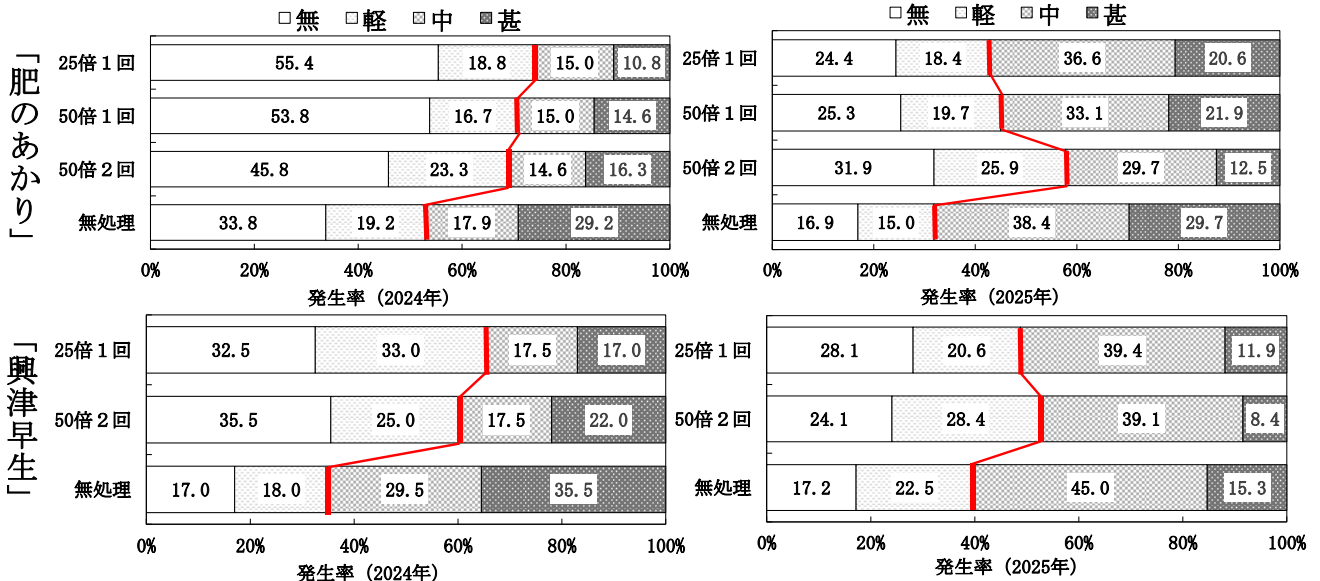 「肥のあかり」
□無 □軽 ▨中 ■甚
25倍１回 55.4 18.8 15.0 10.8
50倍１回 53.8 16.7 15.0 14.6
50倍２回 45.8 23.3 14.6 16.3
無処理 33.8 19.2 17.9 29.2
0% 20% 40% 60% 80% 100%
発生率（2024年）
□無 □軽 ▨中 ■甚
25倍１回 24.4 18.4 36.6 20.6
50倍１回 25.3 19.7 33.1 21.9
50倍２回 31.9 25.9 29.7 12.5
無処理 16.9 15.0 38.4 29.7
0% 20% 40% 60% 80% 100%
発生率（2025年）
「興津早生」
25倍１回 32.5 33.0 17.5 17.0
50倍２回 35.5 25.0 17.5 22.0
無処理 17.0 18.0 29.5 35.5
0% 20% 40% 60% 80% 100%
発生率（2024年）
25倍１回 28.1 20.6 39.4 11.9
50倍２回 24.1 28.4 39.1 8.4
無処理 17.2 22.5 45.0 15.3
0% 20% 40% 60% 80% 100%
発生率（2025年）